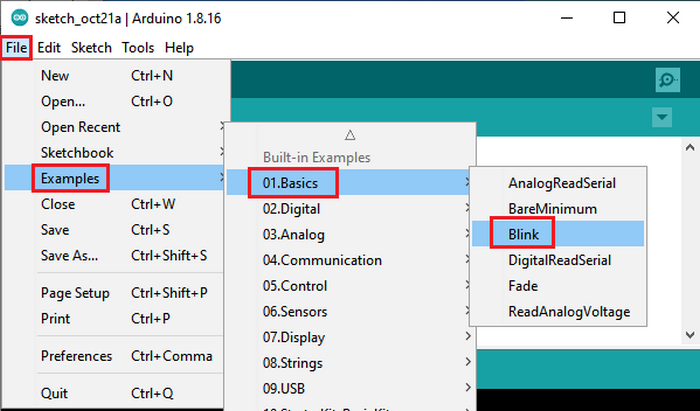 sketch_oct21a | Arduino 1.8.16
File Edit Sketch Tools Help
New Ctrl+N
Open... Ctrl+O
Open Recent
Sketchbook
Examples
Close Ctrl+W
Save Ctrl+S
Save As... Ctrl+Shift+S
Page Setup Ctrl+Shift+P
Print Ctrl+P
Preferences Ctrl+Comma
Quit Ctrl+Q
Built-in Examples
01.Basics
02.Digital
03.Analog
04.Communication
05.Control
06.Sensors
07.Display
08.Strings
09.USB
AnalogReadSerial
BareMinimum
Blink
DigitalReadSerial
Fade
ReadAnalogVoltage